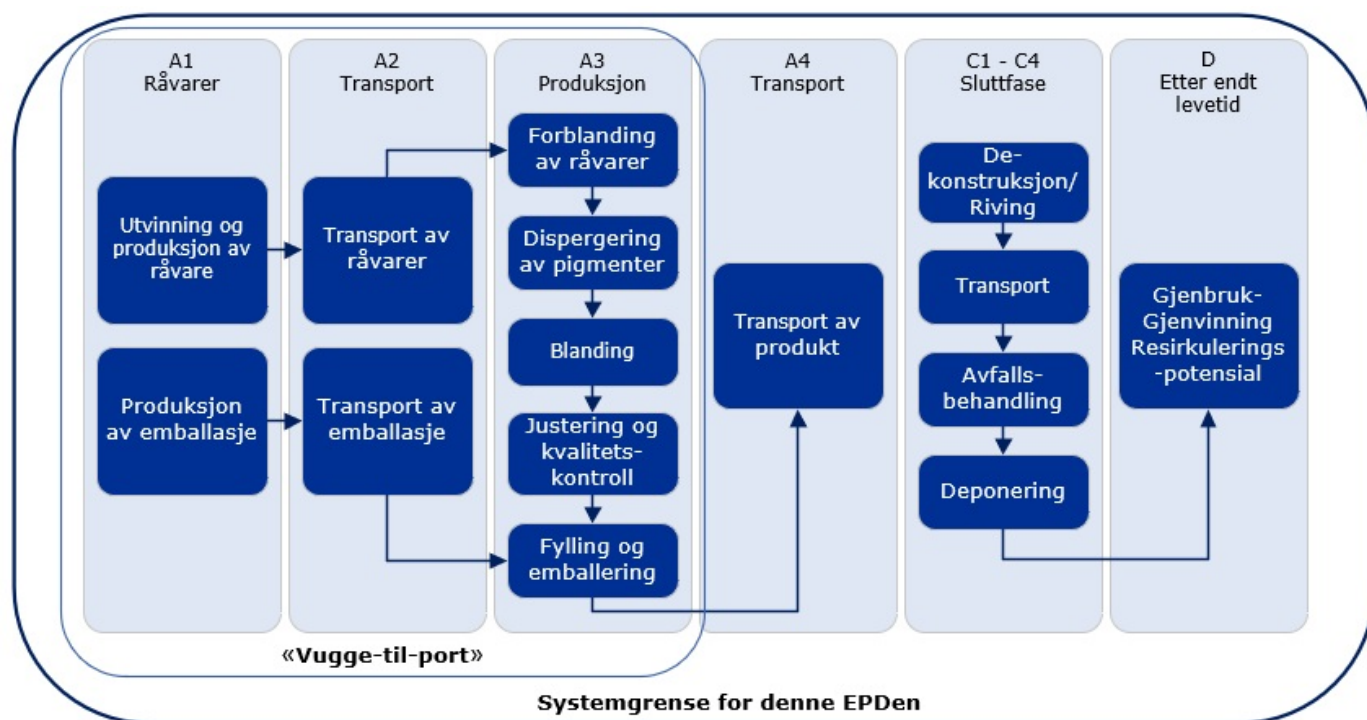 A1
Råvarer
Utvinning og
produksjon av
råvare
Produksjon
av emballasje
A2
Transport
Transport av
råvarer
Transport av
emballasje
A3
Produksjon
Forblanding
av råvarer
Dispergering
av pigmenter
Blanding
Justering og
kvalitets-
kontroll
Fylling og
emballering
A4
Transport
Transport av
produkt
C1 - C4
Sluttfase
De-
konstruksjon/
Riving
Transport
Avfalls-
behandling
Deponering
D
Etter endt
levetid
Gjenbruk-
Gjenvinning
Resirkulerings
-potensial
«Vugge-til-port»
Systemgrense for denne EPDen